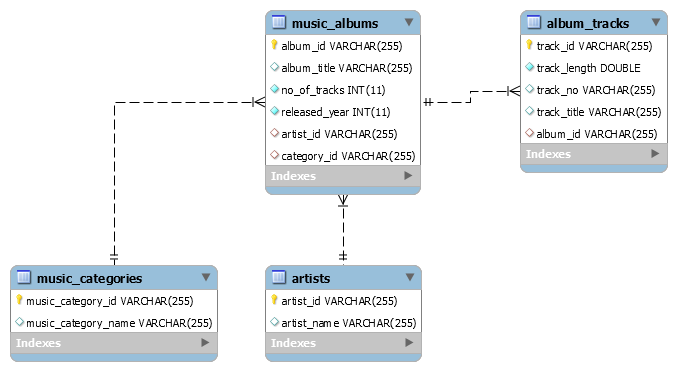 music_albums
album_id VARCHAR(255)
album_title VARCHAR(255)
no_of_tracks INT(11)
released_year INT(11)
artist_id VARCHAR(255)
category_id VARCHAR(255)
Indexes
album_tracks
track_id VARCHAR(255)
track_length DOUBLE
track_no VARCHAR(255)
track_title VARCHAR(255)
album_id VARCHAR(255)
Indexes
music_categories
music_category_id VARCHAR(255)
music_category_name VARCHAR(255)
Indexes
artists
artist_id VARCHAR(255)
artist_name VARCHAR(255)
Indexes